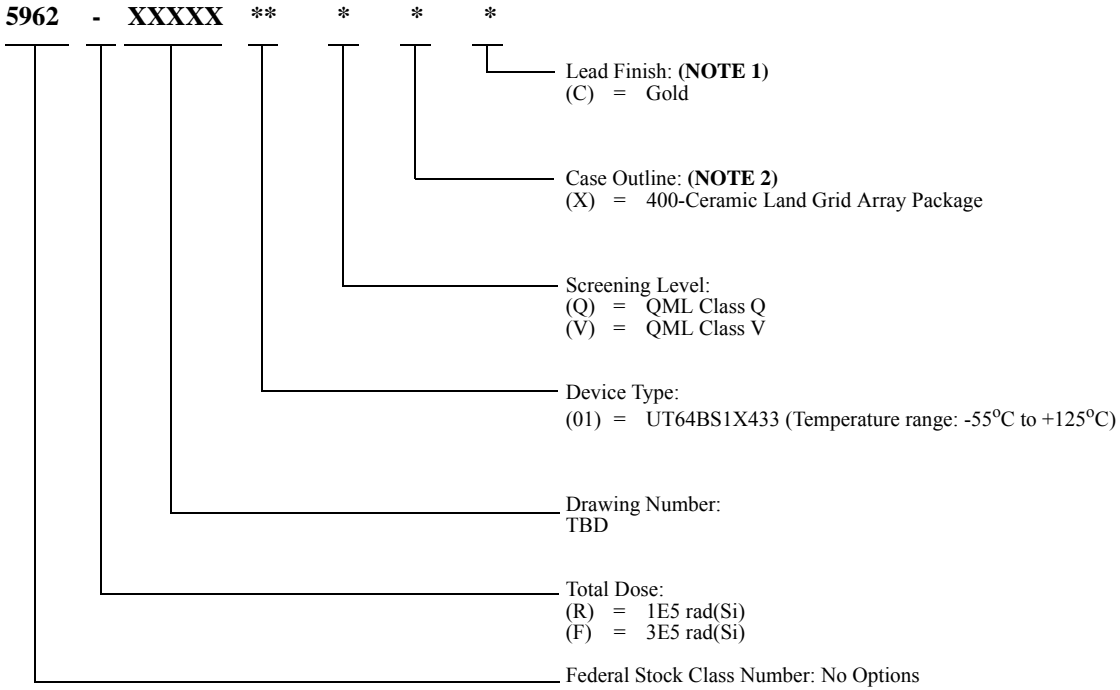 5962 - XXXXX ** * * *
Lead Finish: (NOTE 1)
(C) = Gold
Case Outline: (NOTE 2)
(X) = 400-Ceramic Land Grid Array Package
Screening Level:
(Q) = QML Class Q
(V) = QML Class V
Device Type:
(01) = UT64BS1X433 (Temperature range: -55°C to +125°C)
Drawing Number:
TBD
Total Dose:
(R) = 1E5 rad(Si)
(F) = 3E5 rad(Si)
Federal Stock Class Number: No Options